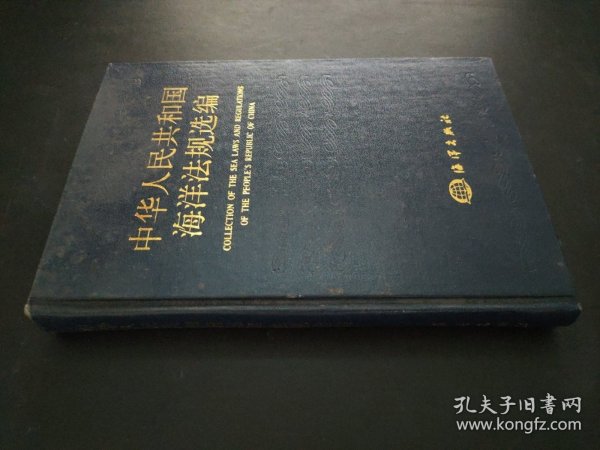 中华人民共和国
海洋法规选编
COLLECTION OF THE SEA LAWS AND REGULATIONS
OF THE PEOPLE'S REPUBLIC OF CHINA
海洋出版社
孔夫子旧书网
www.kongfz.com